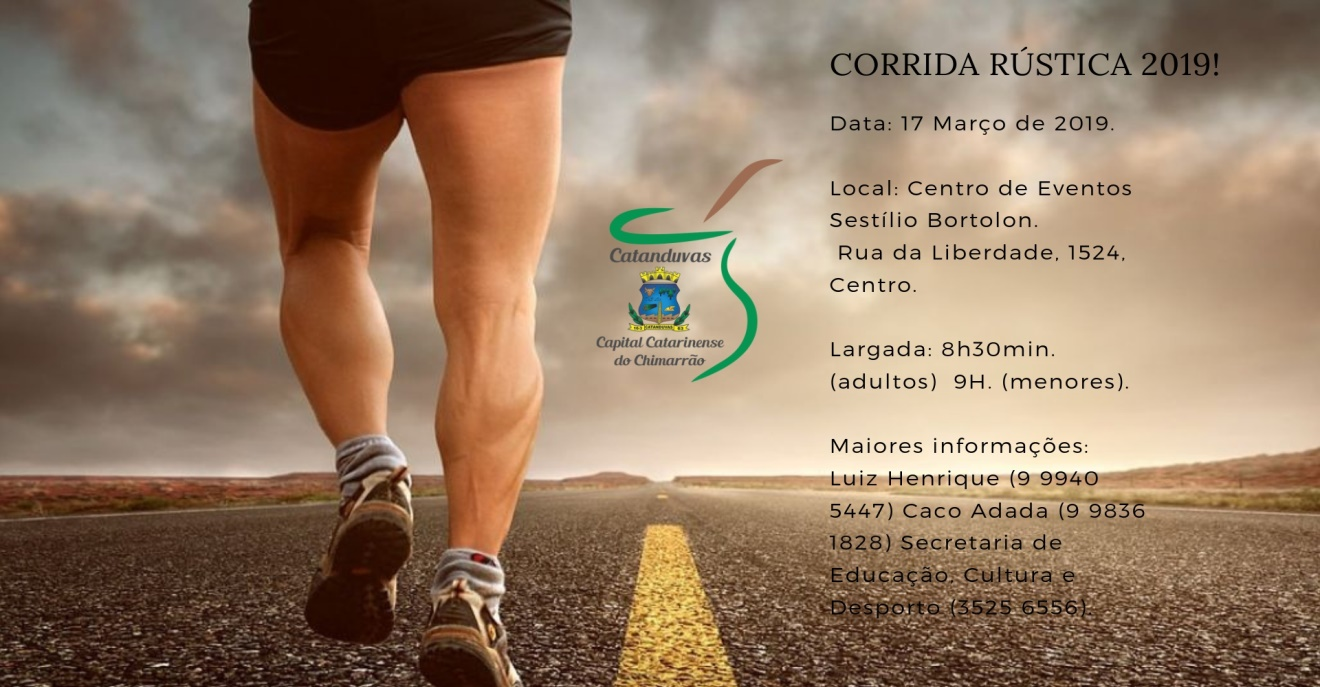 CORRIDA RÚSTICA 2019!
Data: 17 Março de 2019.
Local: Centro de Eventos
Sestílio Bortolon.
Rua da Liberdade, 1524,
Centro.
Largada: 8h30min.
(adultos)  9H. (menores).
Maiores informações:
Luiz Henrique (9 9940
5447) Caco Adada (9 9836
1828) Secretaria de
Educação, Cultura e
Desporto (3525 6556).
Catanduvas
CATANDUVAS
Capital Catarinense
do Chimarrão